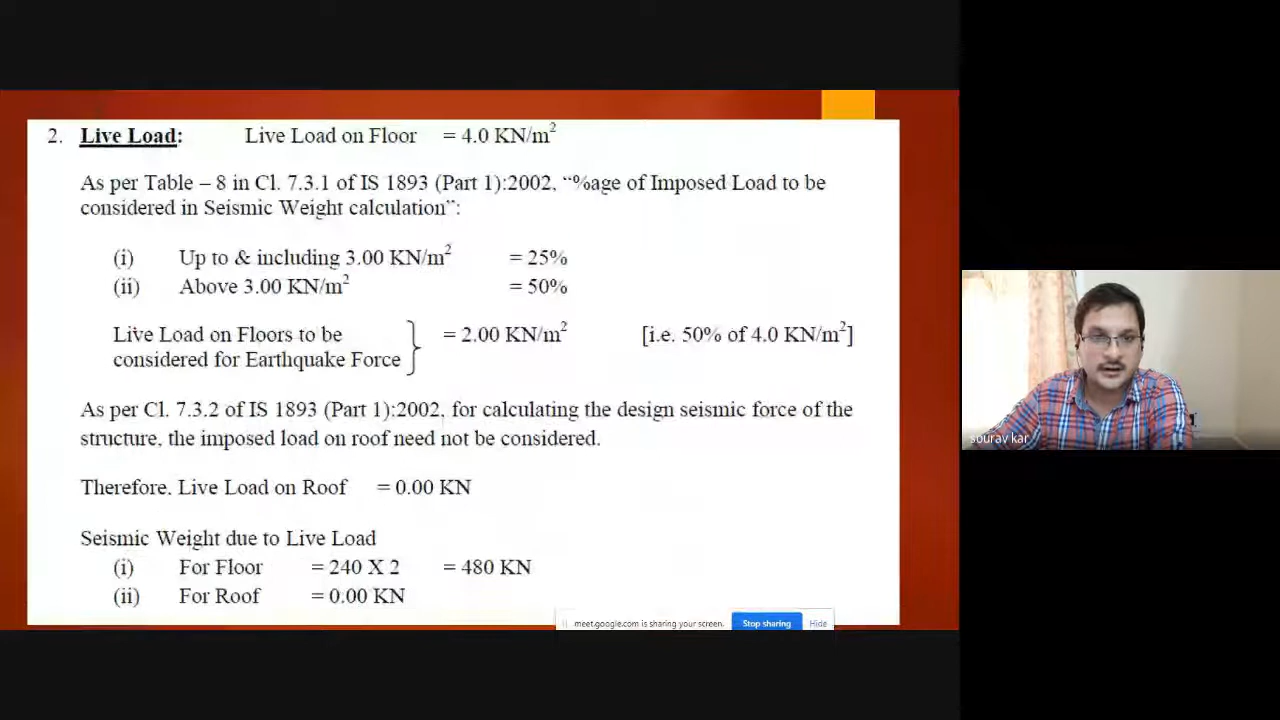 2. Live Load: Live Load on Floor = 4.0 KN/m²
As per Table – 8 in Cl. 7.3.1 of IS 1893 (Part 1):2002, “%age of Imposed Load to be
considered in Seismic Weight calculation”:
(i) Up to & including 3.00 KN/m² = 25%
(ii) Above 3.00 KN/m² = 50%
Live Load on Floors to be
considered for Earthquake Force } = 2.00 KN/m² [i.e. 50% of 4.0 KN/m²]
As per Cl. 7.3.2 of IS 1893 (Part 1):2002, for calculating the design seismic force of the
structure, the imposed load on roof need not be considered.
Therefore, Live Load on Roof = 0.00 KN
Seismic Weight due to Live Load
(i) For Floor = 240 X 2 = 480 KN
(ii) For Roof = 0.00 KN
meet.google.com is sharing your screen. Stop sharing Hide
sourav kar